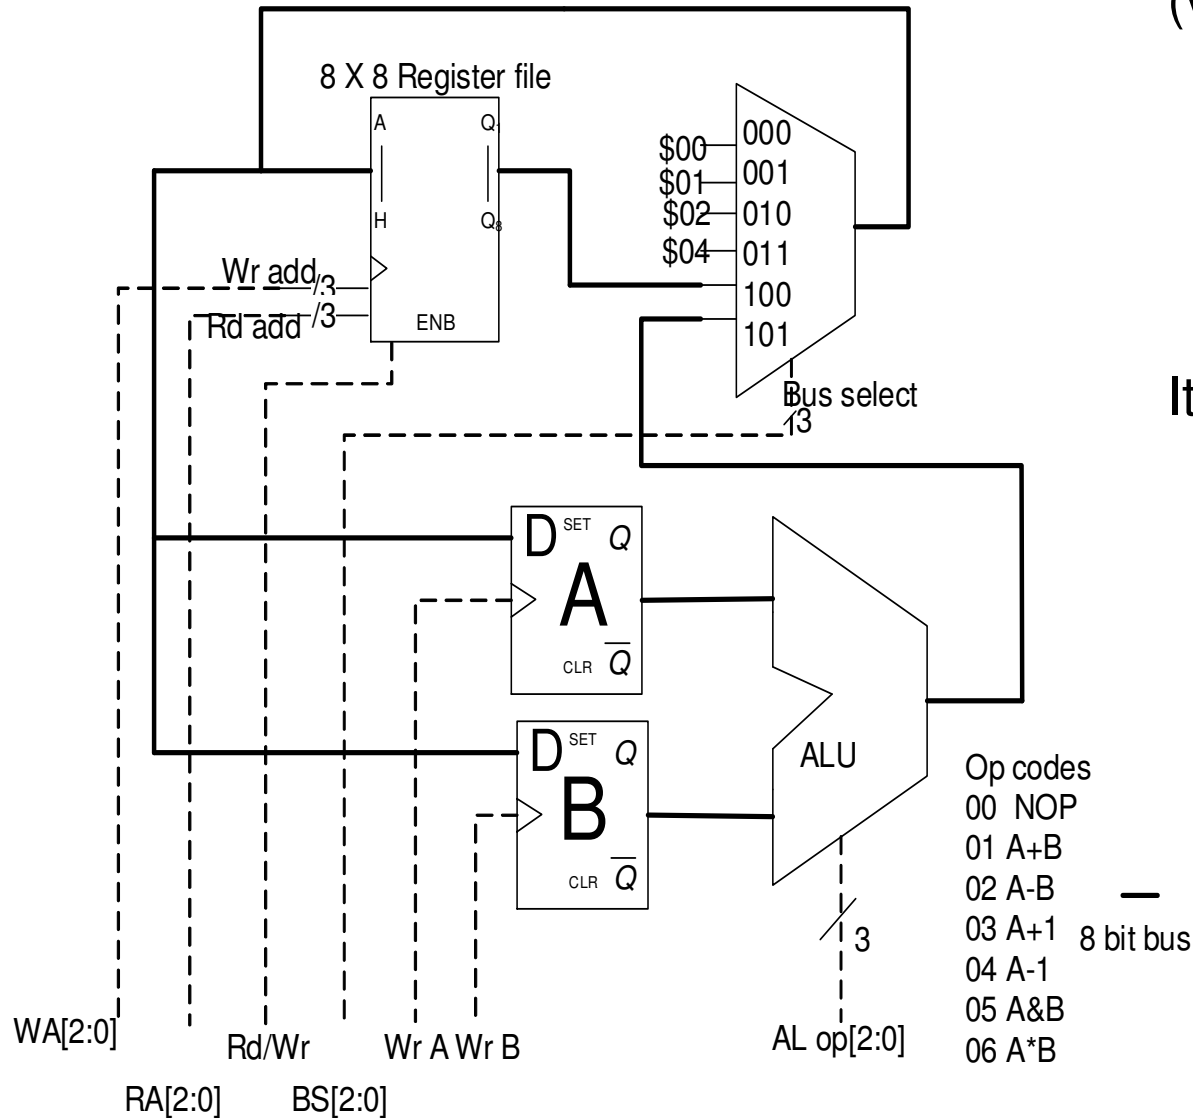 (
8 X 8 Register file
A Q1
H Q8
Wr add /3
Rd add /3
ENB
$00 000
$01 001
$02 010
$04 011
100
101
Bus select
3
It
D SET Q
A
CLR Q
D SET Q
B
CLR Q
ALU
3
Op codes
00 NOP
01 A+B
02 A-B
03 A+1
04 A-1
05 A&B
06 A*B
8 bit bus
WA[2:0]
RA[2:0]
Rd/Wr
BS[2:0]
Wr A Wr B
AL op[2:0]